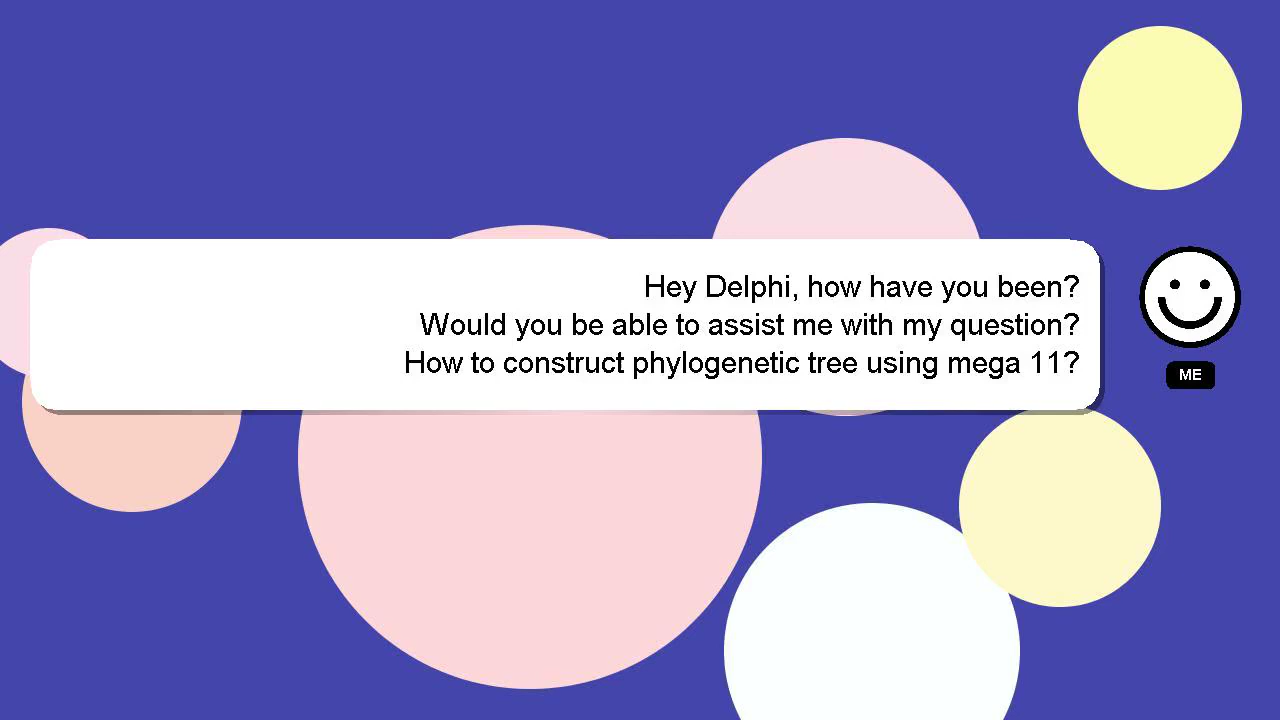 Hey Delphi, how have you been?
Would you be able to assist me with my question?
How to construct phylogenetic tree using mega 11?
ME